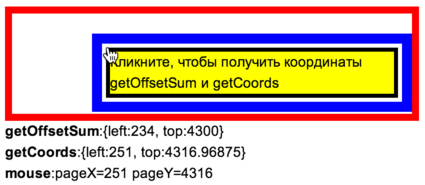 Кликните, чтобы получить координаты
getOffsetSum и getCoords
getOffsetSum:{left:234, top:4300}
getCoords:{left:251, top:4316.96875}
mouse:pageX=251 pageY=4316